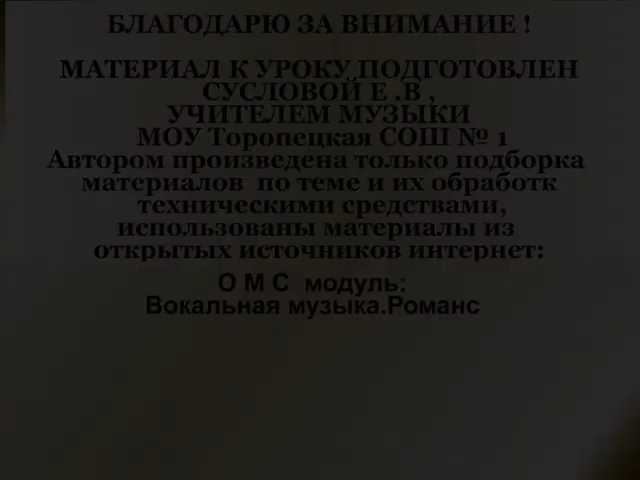 БЛАГОДАРЮ ЗА ВНИМАНИЕ !
МАТЕРИАЛ К УРОКУ ПОДГОТОВЛЕН
СУСЛОВОЙ Е .В ,
УЧИТЕЛЕМ МУЗЫКИ
МОУ Торопецкая СОШ № 1
Автором произведена только подборка
материалов по теме и их обработк
техническими средствами,
использованы материалы из
открытых источников интернет:
О М С модуль:
Вокальная музыка.Романс